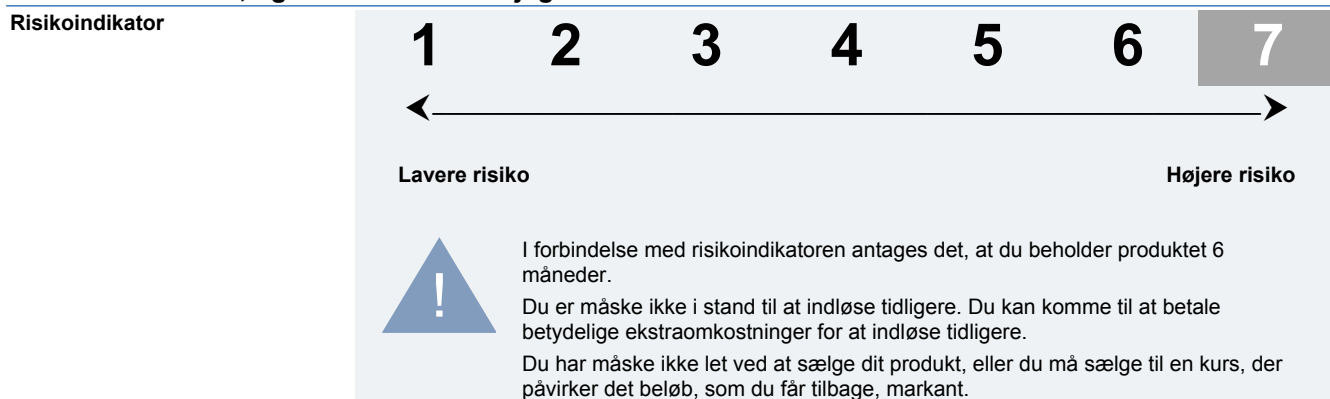 Risikoindikator
1 2 3 4 5 6 7
Lavere risiko Højere risiko
!
I forbindelse med risikoindikatoren antages det, at du beholder produktet 6
måneder.
Du er måske ikke i stand til at indløse tidligere. Du kan komme til at betale
betydelige ekstraomkostninger for at indløse tidligere.
Du har måske ikke let ved at sælge dit produkt, eller du må sælge til en kurs, der
påvirker det beløb, som du får tilbage, markant.